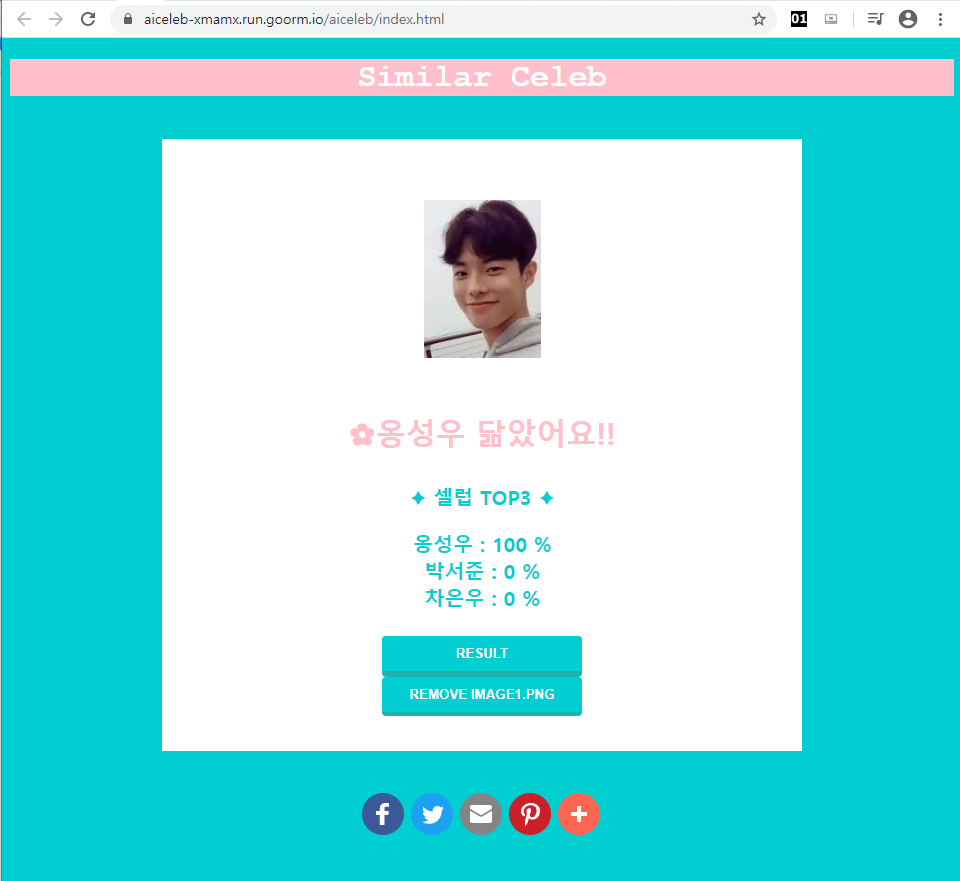 aiceleb-xmamx.run.goorm.io/aiceleb/index.html
01
Similar Celeb
✿옹성우 닮았어요!!
✦ 셀럽 TOP3 ✦
옹성우 : 100 %
박서준 : 0 %
차은우 : 0 %
RESULT
REMOVE IMAGE1.PNG